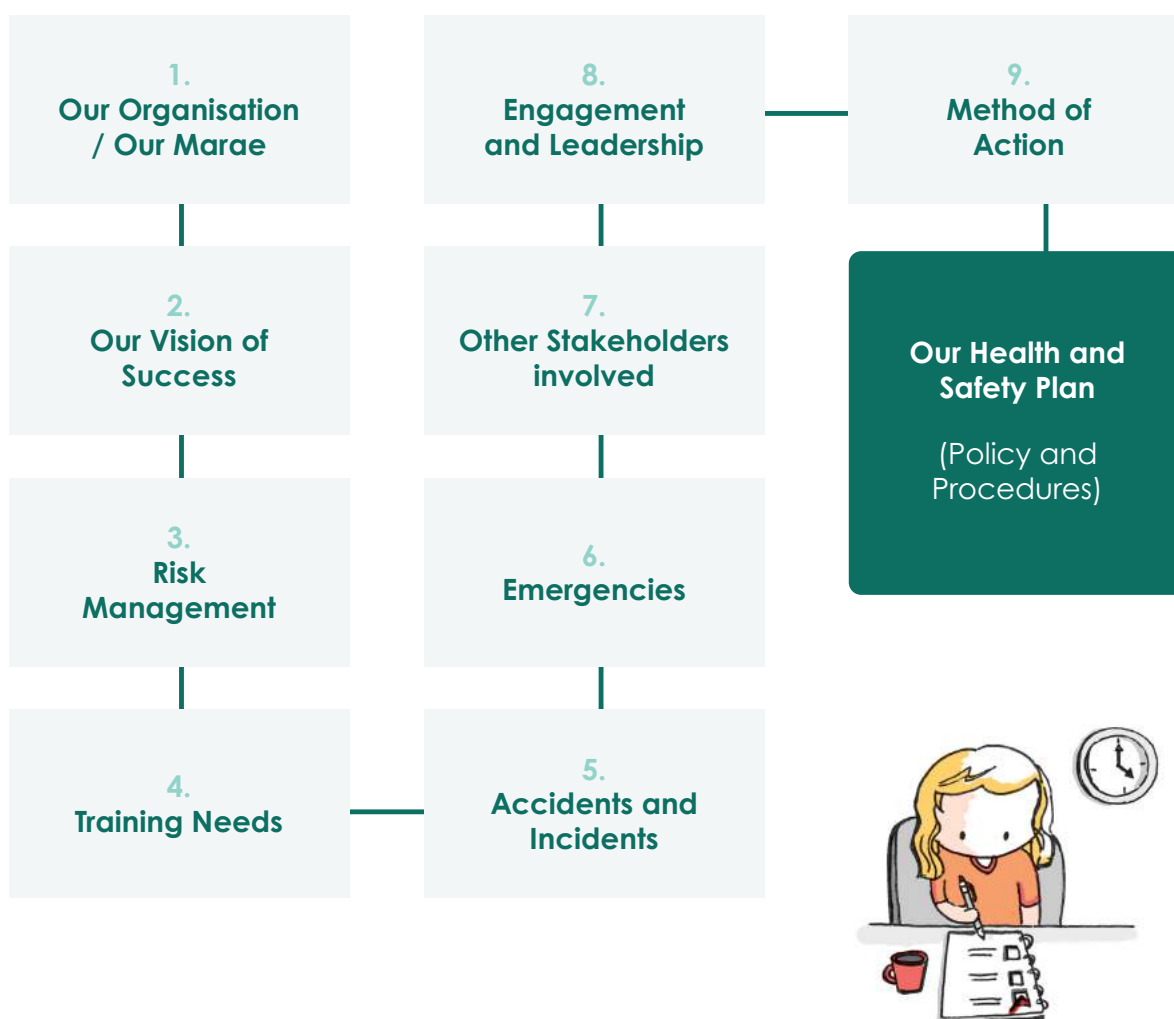 1.
Our Organisation
/ Our Marae
2.
Our Vision of
Success
3.
Risk
Management
4.
Training Needs
5.
Accidents and
Incidents
6.
Emergencies
7.
Other Stakeholders
involved
8.
Engagement
and Leadership
9.
Method of
Action
Our Health and
Safety Plan
(Policy and
Procedures)